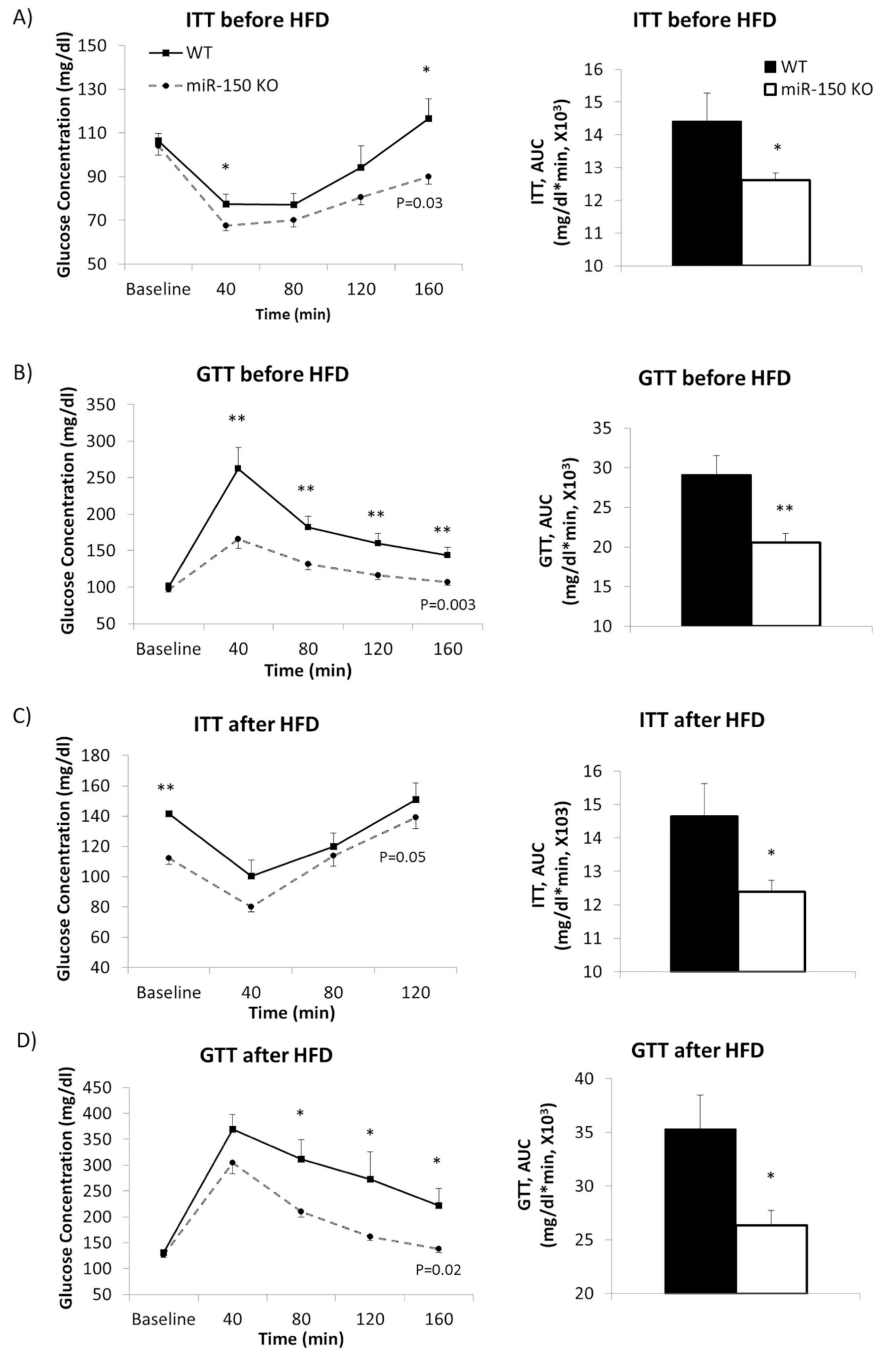 A)
ITT before HFD
Glucose Concentration (mg/dl)
150
130
110
90
70
50
WT
miR-150 KO
*
*
P=0.03
Baseline 40 80 120 160
Time (min)
ITT before HFD
ITT, AUC
(mg/dl*min, X10³)
16
15
14
13
12
11
10
WT
miR-150 KO
*
B)
GTT before HFD
Glucose Concentration (mg/dl)
350
300
250
200
150
100
50
**
**
**
**
P=0.003
Baseline 40 80 120 160
Time (min)
GTT before HFD
GTT, AUC
(mg/dl*min, X10³)
35
30
25
20
15
10
**
C)
ITT after HFD
Glucose Concentration (mg/dl)
180
160
140
120
100
80
60
40
**
P=0.05
Baseline 40 80 120
Time (min)
ITT after HFD
ITT, AUC
(mg/dl*min, X103)
16
15
14
13
12
11
10
*
D)
GTT after HFD
Glucose Concentration (mg/dl)
450
400
350
300
250
200
150
100
50
*
*
*
P=0.02
Baseline 40 80 120 160
Time (min)
GTT after HFD
GTT, AUC
(mg/dl*min, X10³)
40
35
30
25
20
*